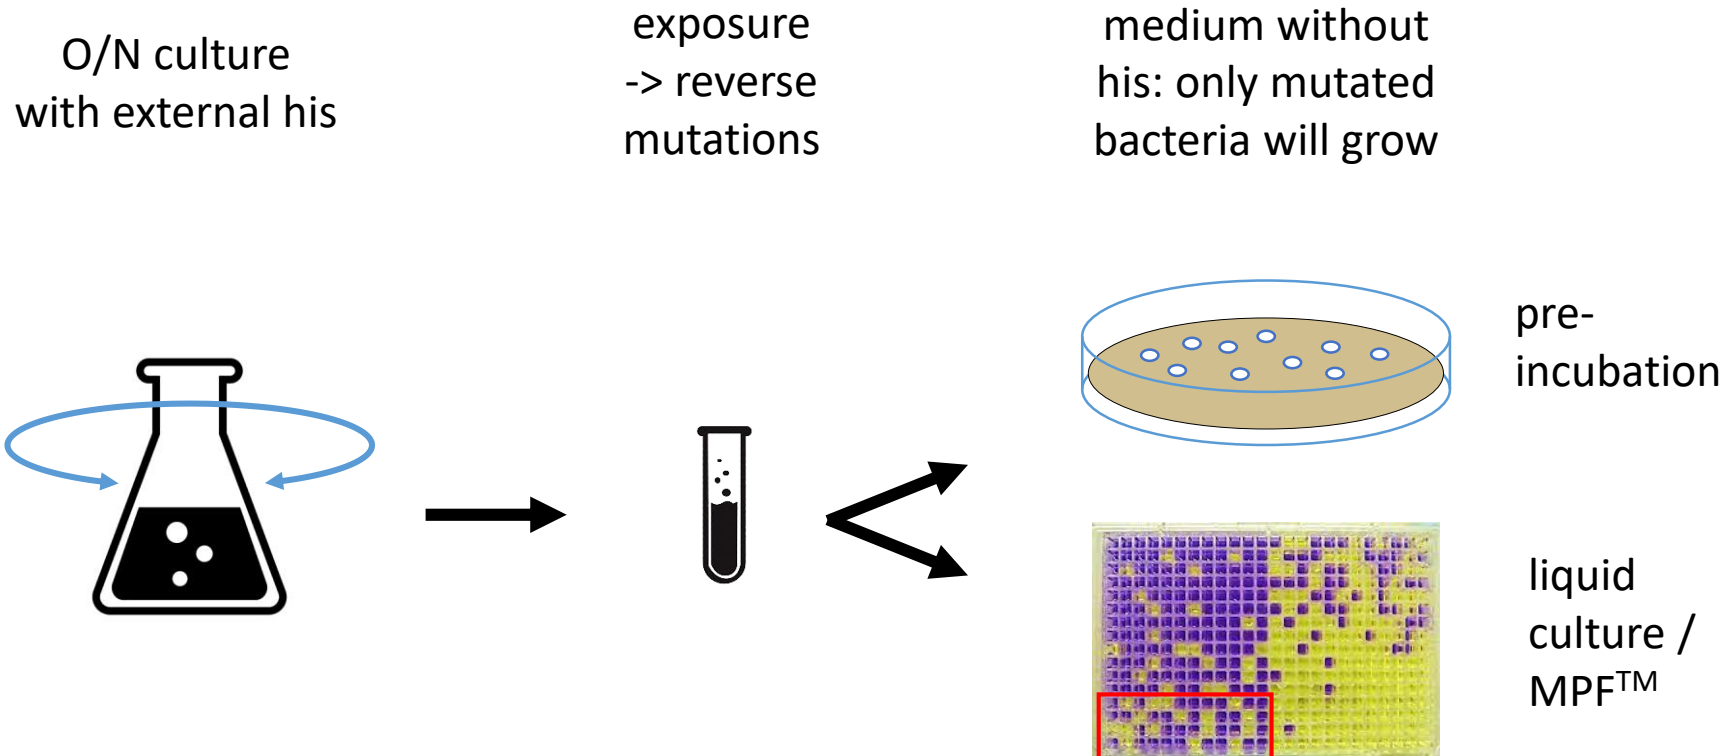 O/N culture
with external his
exposure
-> reverse
mutations
medium without
his: only mutated
bacteria will grow
pre-
incubation
liquid
culture /
MPF™